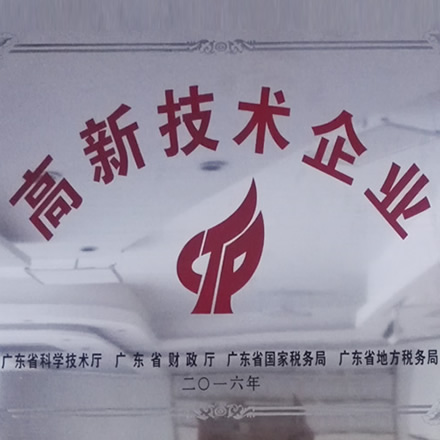 高新技术企业
广东省科学技术厅 广东省财政厅 广东省国家税务局 广东省地方税务局
二〇一六年